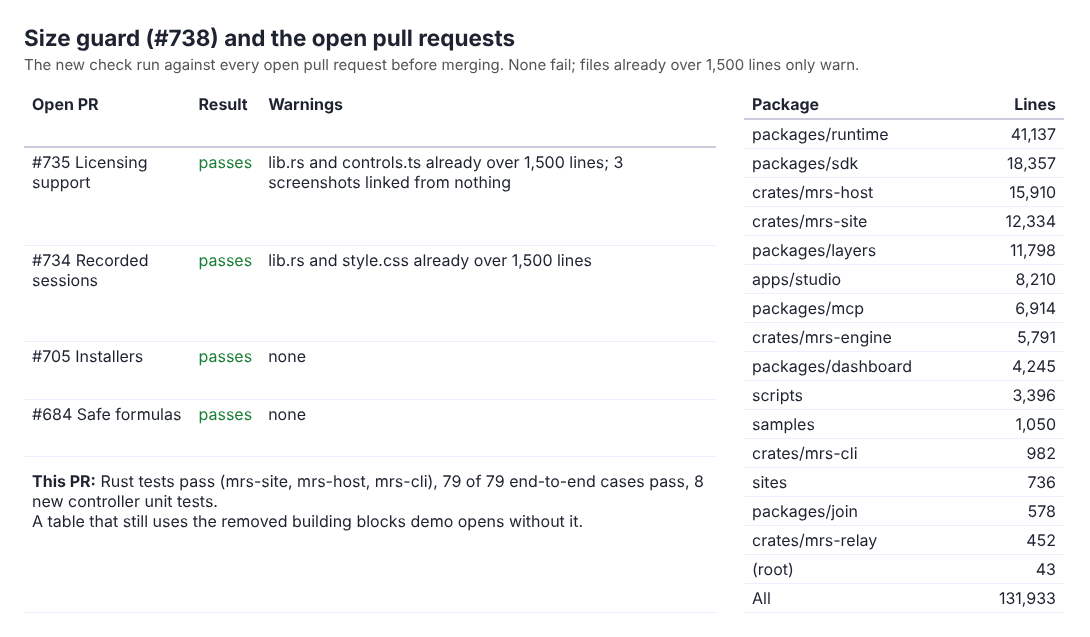 Size guard (#738) and the open pull requests
The new check run against every open pull request before merging. None fail; files already over 1,500 lines only warn.
Open PR Result Warnings
#735 Licensing support passes lib.rs and controls.ts already over 1,500 lines; 3
screenshots linked from nothing
#734 Recorded sessions passes lib.rs and style.css already over 1,500 lines
#705 Installers passes none
#684 Safe formulas passes none
This PR: Rust tests pass (mrs-site, mrs-host, mrs-cli), 79 of 79 end-to-end cases pass, 8
new controller unit tests.
A table that still uses the removed building blocks demo opens without it.
Package Lines
packages/runtime 41,137
packages/sdk 18,357
crates/mrs-host 15,910
crates/mrs-site 12,334
packages/layers 11,798
apps/studio 8,210
packages/mcp 6,914
crates/mrs-engine 5,791
packages/dashboard 4,245
scripts 3,396
samples 1,050
crates/mrs-cli 982
sites 736
packages/join 578
crates/mrs-relay 452
(root) 43
All 131,933